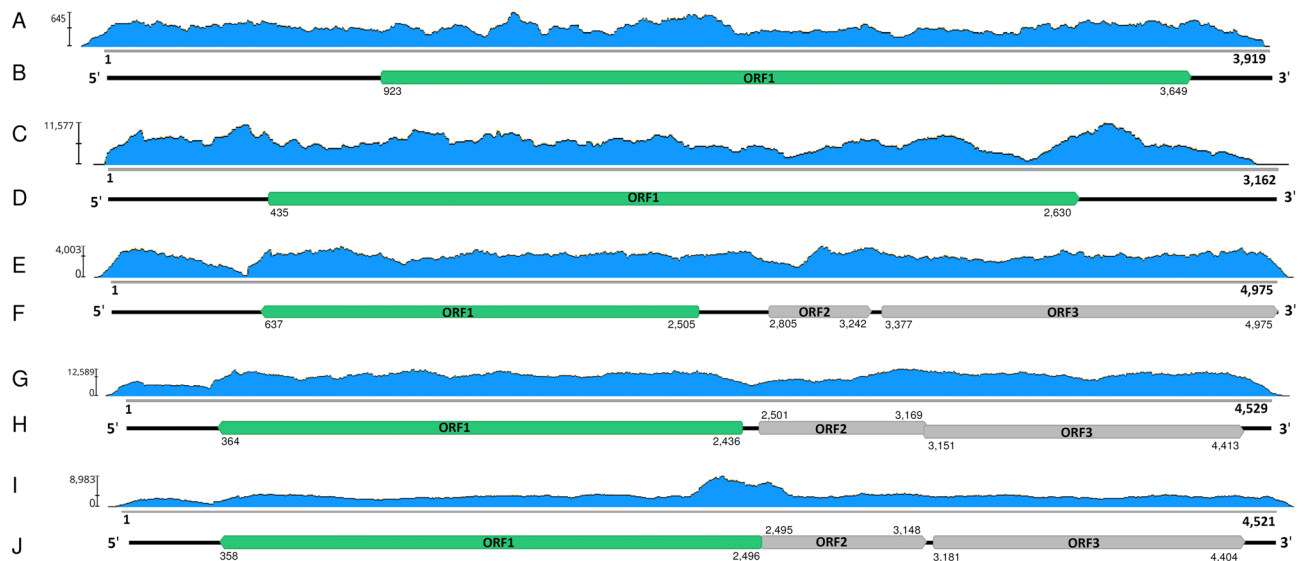 A
645
1
3,919
B
5'
ORF1
3'
923
3,649
C
11,577
1
3,162
D
5'
ORF1
3'
435
2,630
E
4,003
0
1
4,975
F
5'
ORF1
ORF2
ORF3
3'
637
2,505
2,805
3,242
3,377
4,975
G
12,589
0
1
4,529
2,501
3,169
H
5'
ORF1
ORF2
ORF3
3'
364
2,436
3,151
4,413
I
8,983
0
1
4,521
2,495
3,148
J
5'
ORF1
ORF2
ORF3
3'
358
2,496
3,181
4,404